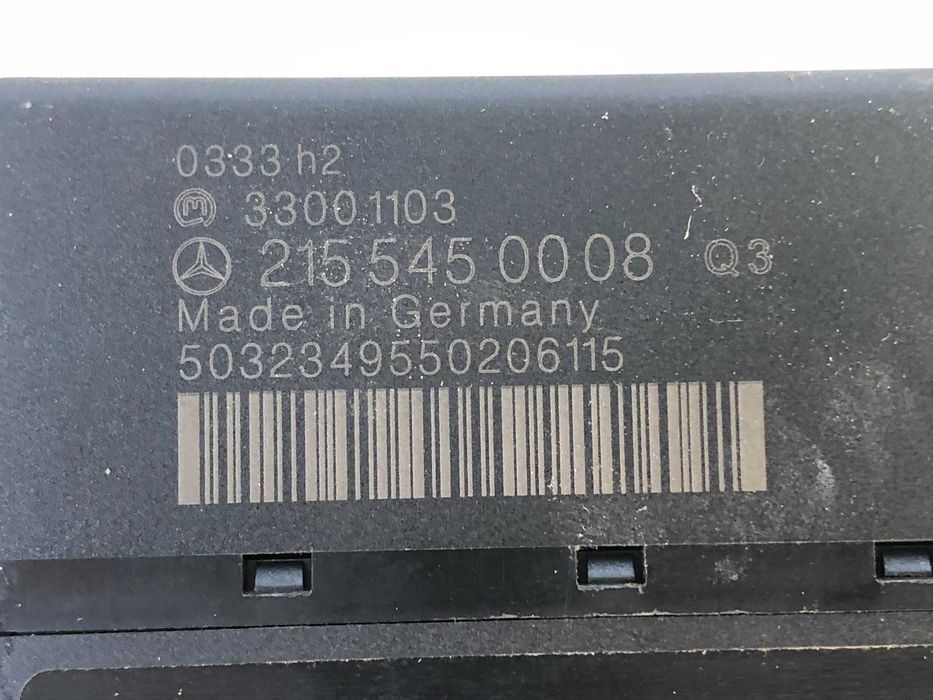 0333 h2
33001103
215 545 00 08 Q3
Made in Germany
5032349550206115